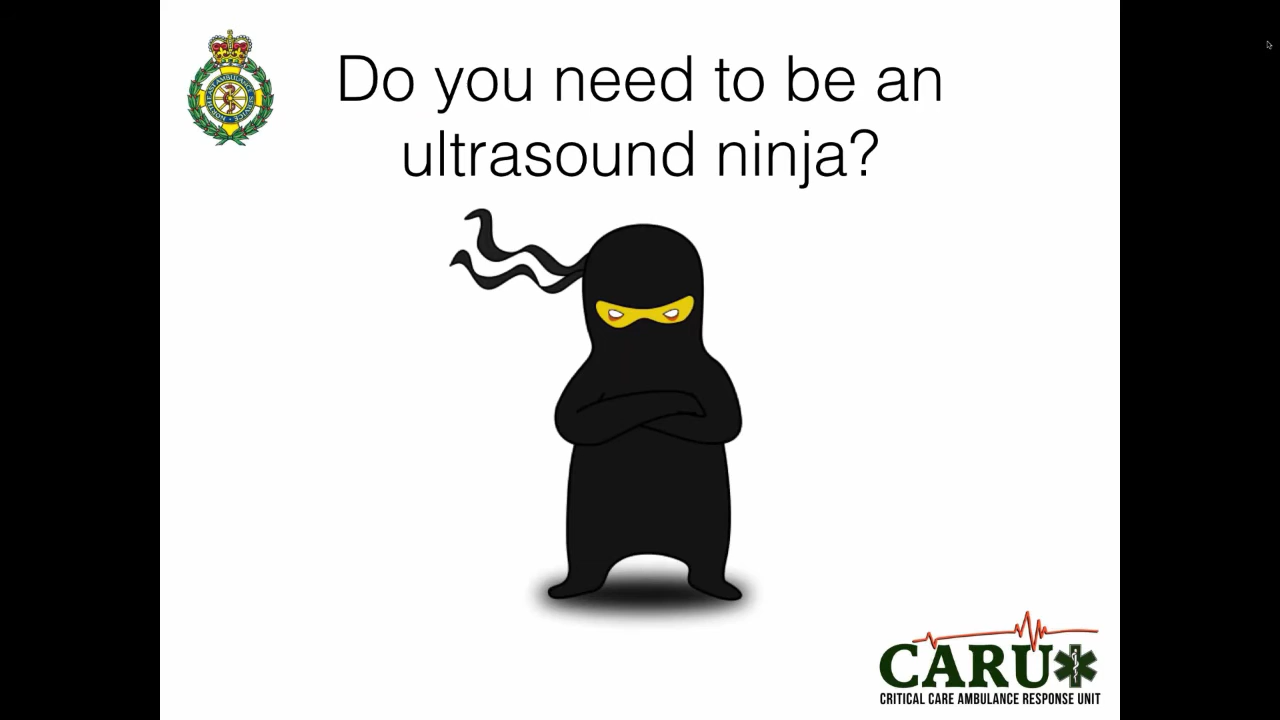 Do you need to be an
ultrasound ninja?
CARU
CRITICAL CARE AMBULANCE RESPONSE UNIT